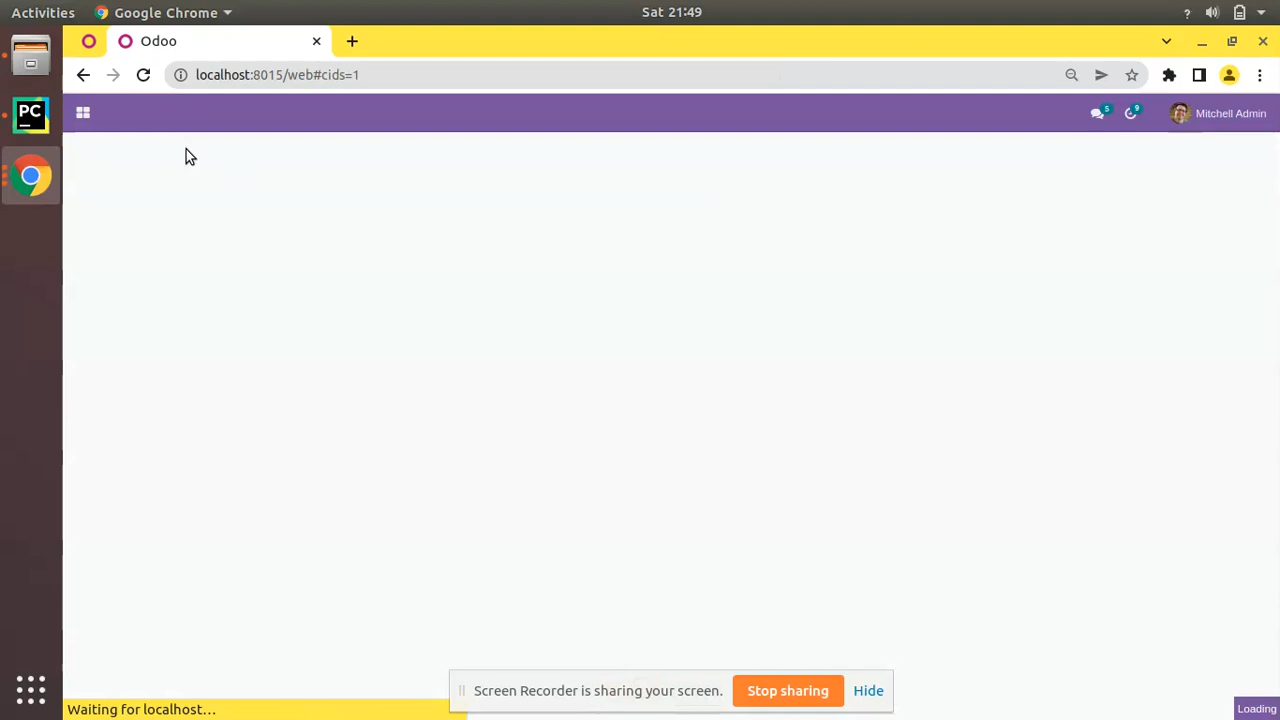 Activities
Google Chrome
Sat 21:49
?
Odoo
localhost:8015/web#cids=1
5
9
Mitchell Admin
PC
Screen Recorder is sharing your screen.
Stop sharing
Hide
Waiting for localhost…
Loading